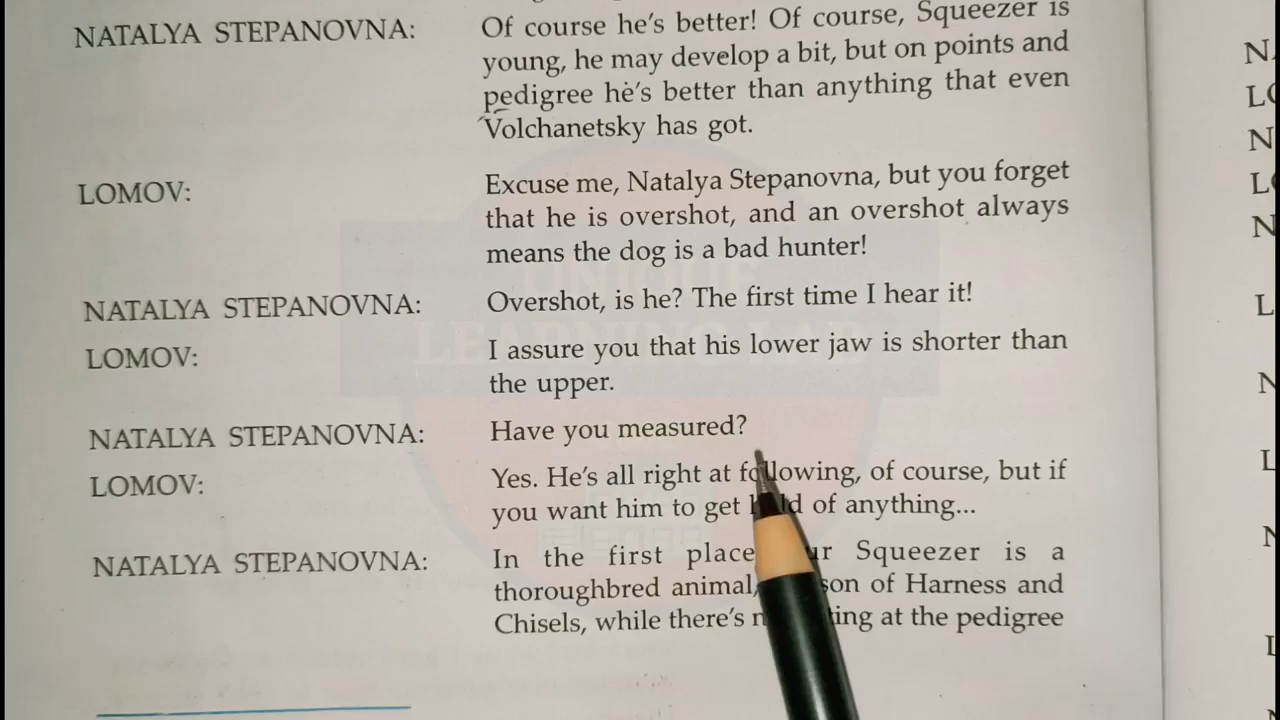 NATALYA STEPANOVNA: Of course he's better! Of course, Squeezer is
young, he may develop a bit, but on points and
pedigree he's better than anything that even
Volchanetsky has got.
LOMOV: Excuse me, Natalya Stepanovna, but you forget
that he is overshot, and an overshot always
means the dog is a bad hunter!
NATALYA STEPANOVNA: Overshot, is he? The first time I hear it!
LOMOV: I assure you that his lower jaw is shorter than
the upper.
NATALYA STEPANOVNA: Have you measured?
LOMOV: Yes. He's all right at following, of course, but if
you want him to get of anything...
NATALYA STEPANOVNA: In the first place Squeezer is a
thoroughbred animal, son of Harness and
Chisels, while there's at the pedigree
UNIQUE
LEARNING LAB